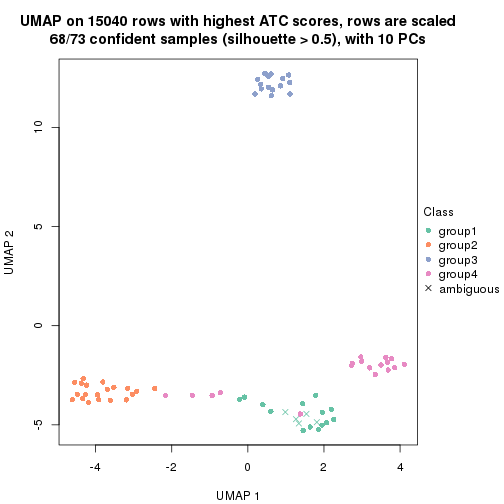 UMAP on 15040 rows with highest ATC scores, rows are scaled
68/73 confident samples (silhouette > 0.5), with 10 PCs
UMAP 2
10
5
0
-5
-4
-2
0
2
4
UMAP 1
Class
group1
group2
group3
group4
ambiguous